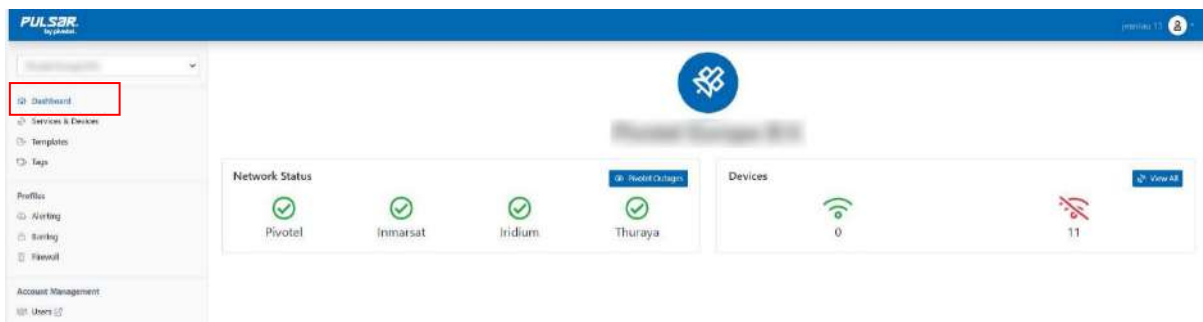 PULSAR.
by pivotel.
Dashboard
Services & Devices
Templates
Tags
Profiles
Alerting
Barring
Firewall
Account Management
Users
Network Status
Pivotel Outages
Pivotel
Inmarsat
Iridium
Thuraya
Devices
View All
0
11